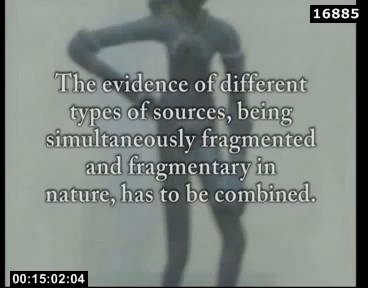 16885
The evidence of different
types of sources, being
simultaneously fragmented
and fragmentary in
nature, has to be combined.
00:15:02:04